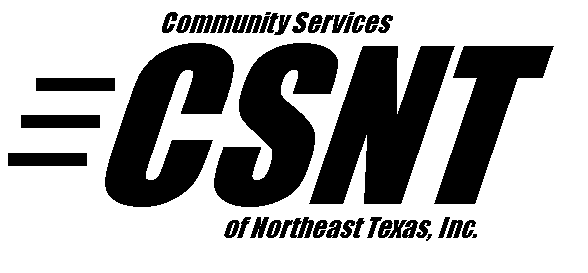 Community Services
CSNT
of Northeast Texas, Inc.